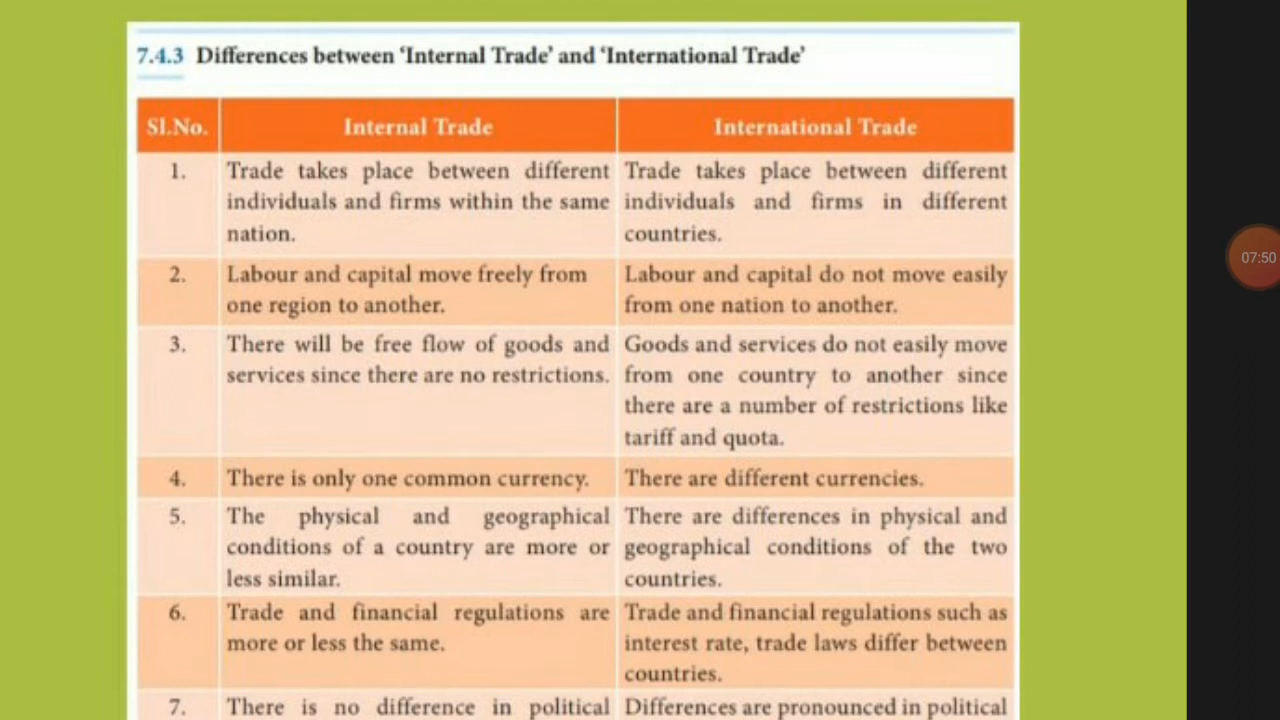 7.4.3 Differences between ‘Internal Trade’ and ‘International Trade’
Sl.No. Internal Trade International Trade
1. Trade takes place between different individuals and firms within the same nation.
Trade takes place between different individuals and firms in different countries.
2. Labour and capital move freely from one region to another.
Labour and capital do not move easily from one nation to another.
3. There will be free flow of goods and services since there are no restrictions.
Goods and services do not easily move from one country to another since there are a number of restrictions like tariff and quota.
4. There is only one common currency.
There are different currencies.
5. The physical and geographical conditions of a country are more or less similar.
There are differences in physical and geographical conditions of the two countries.
6. Trade and financial regulations are more or less the same.
Trade and financial regulations such as interest rate, trade laws differ between countries.
7. There is no difference in political
Differences are pronounced in political
07:50